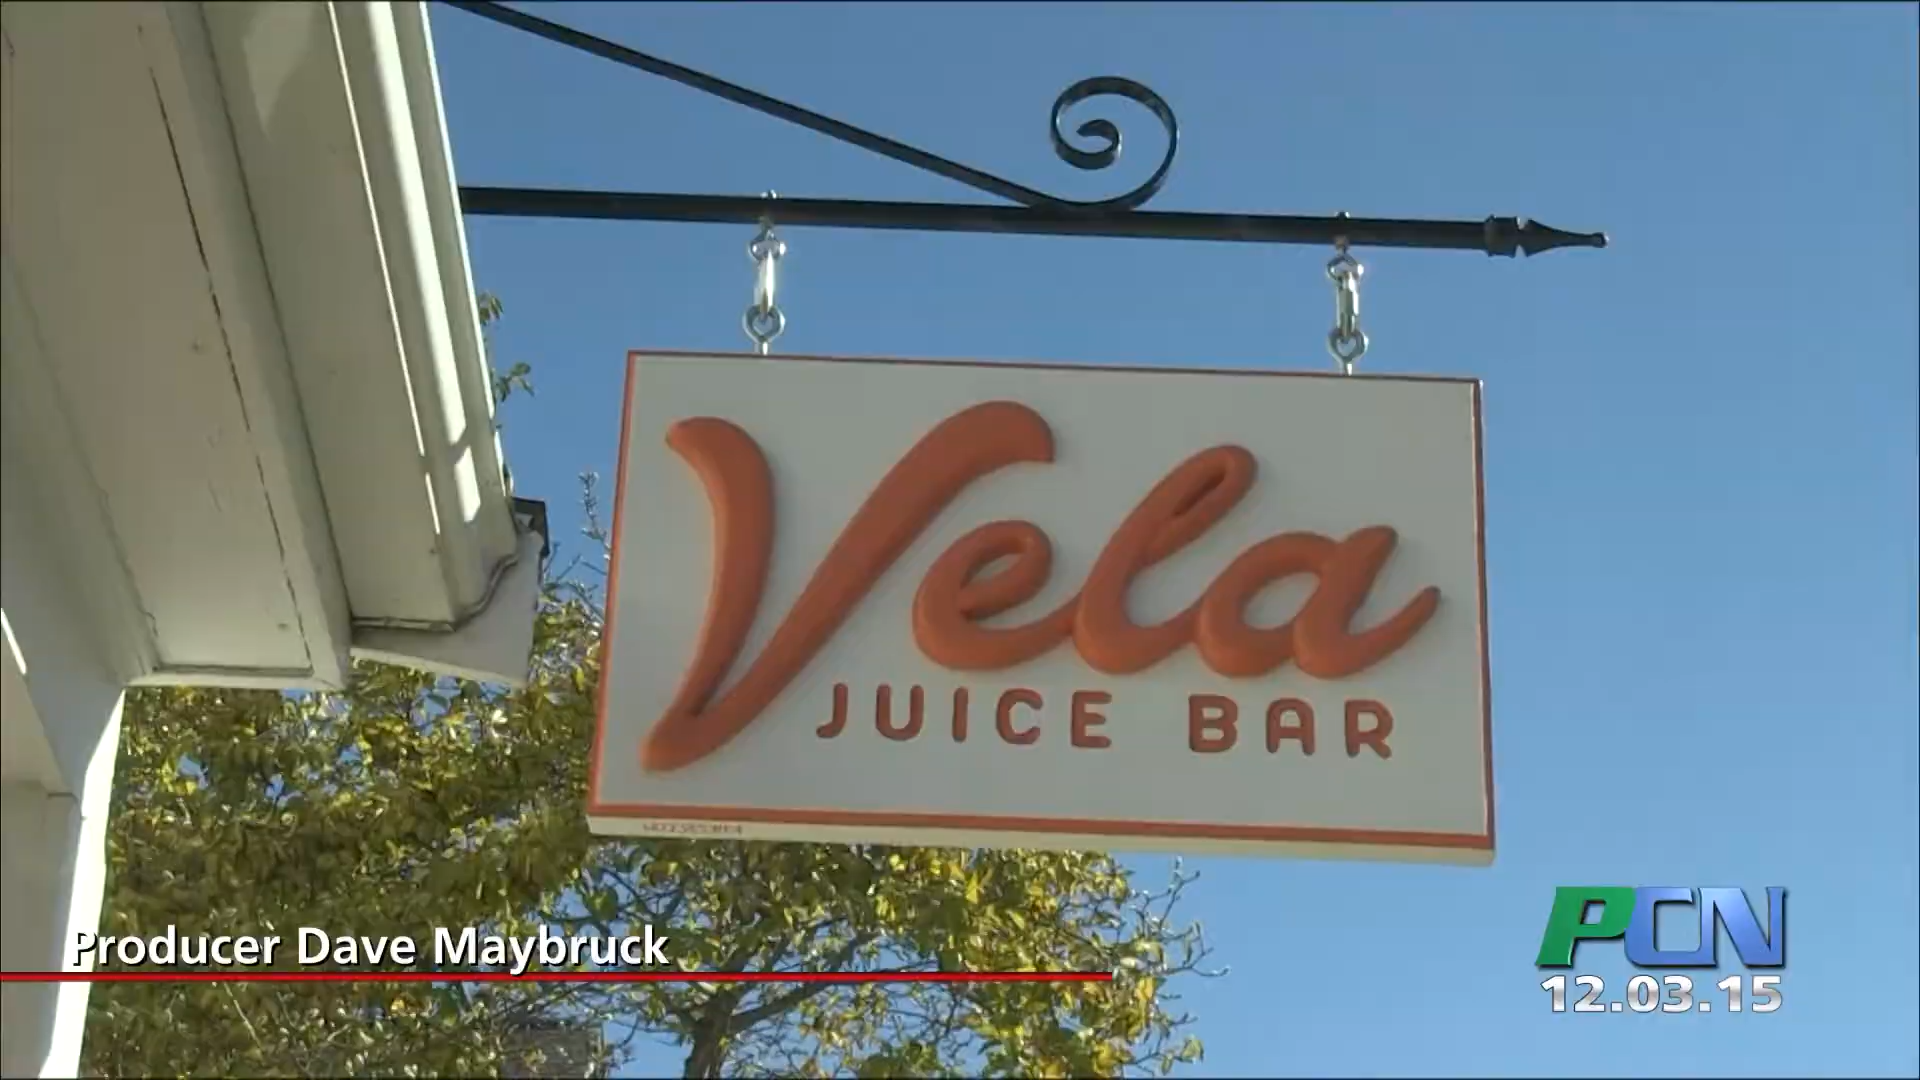 Vela
JUICE BAR
Producer Dave Maybruck
PCN
12.03.15